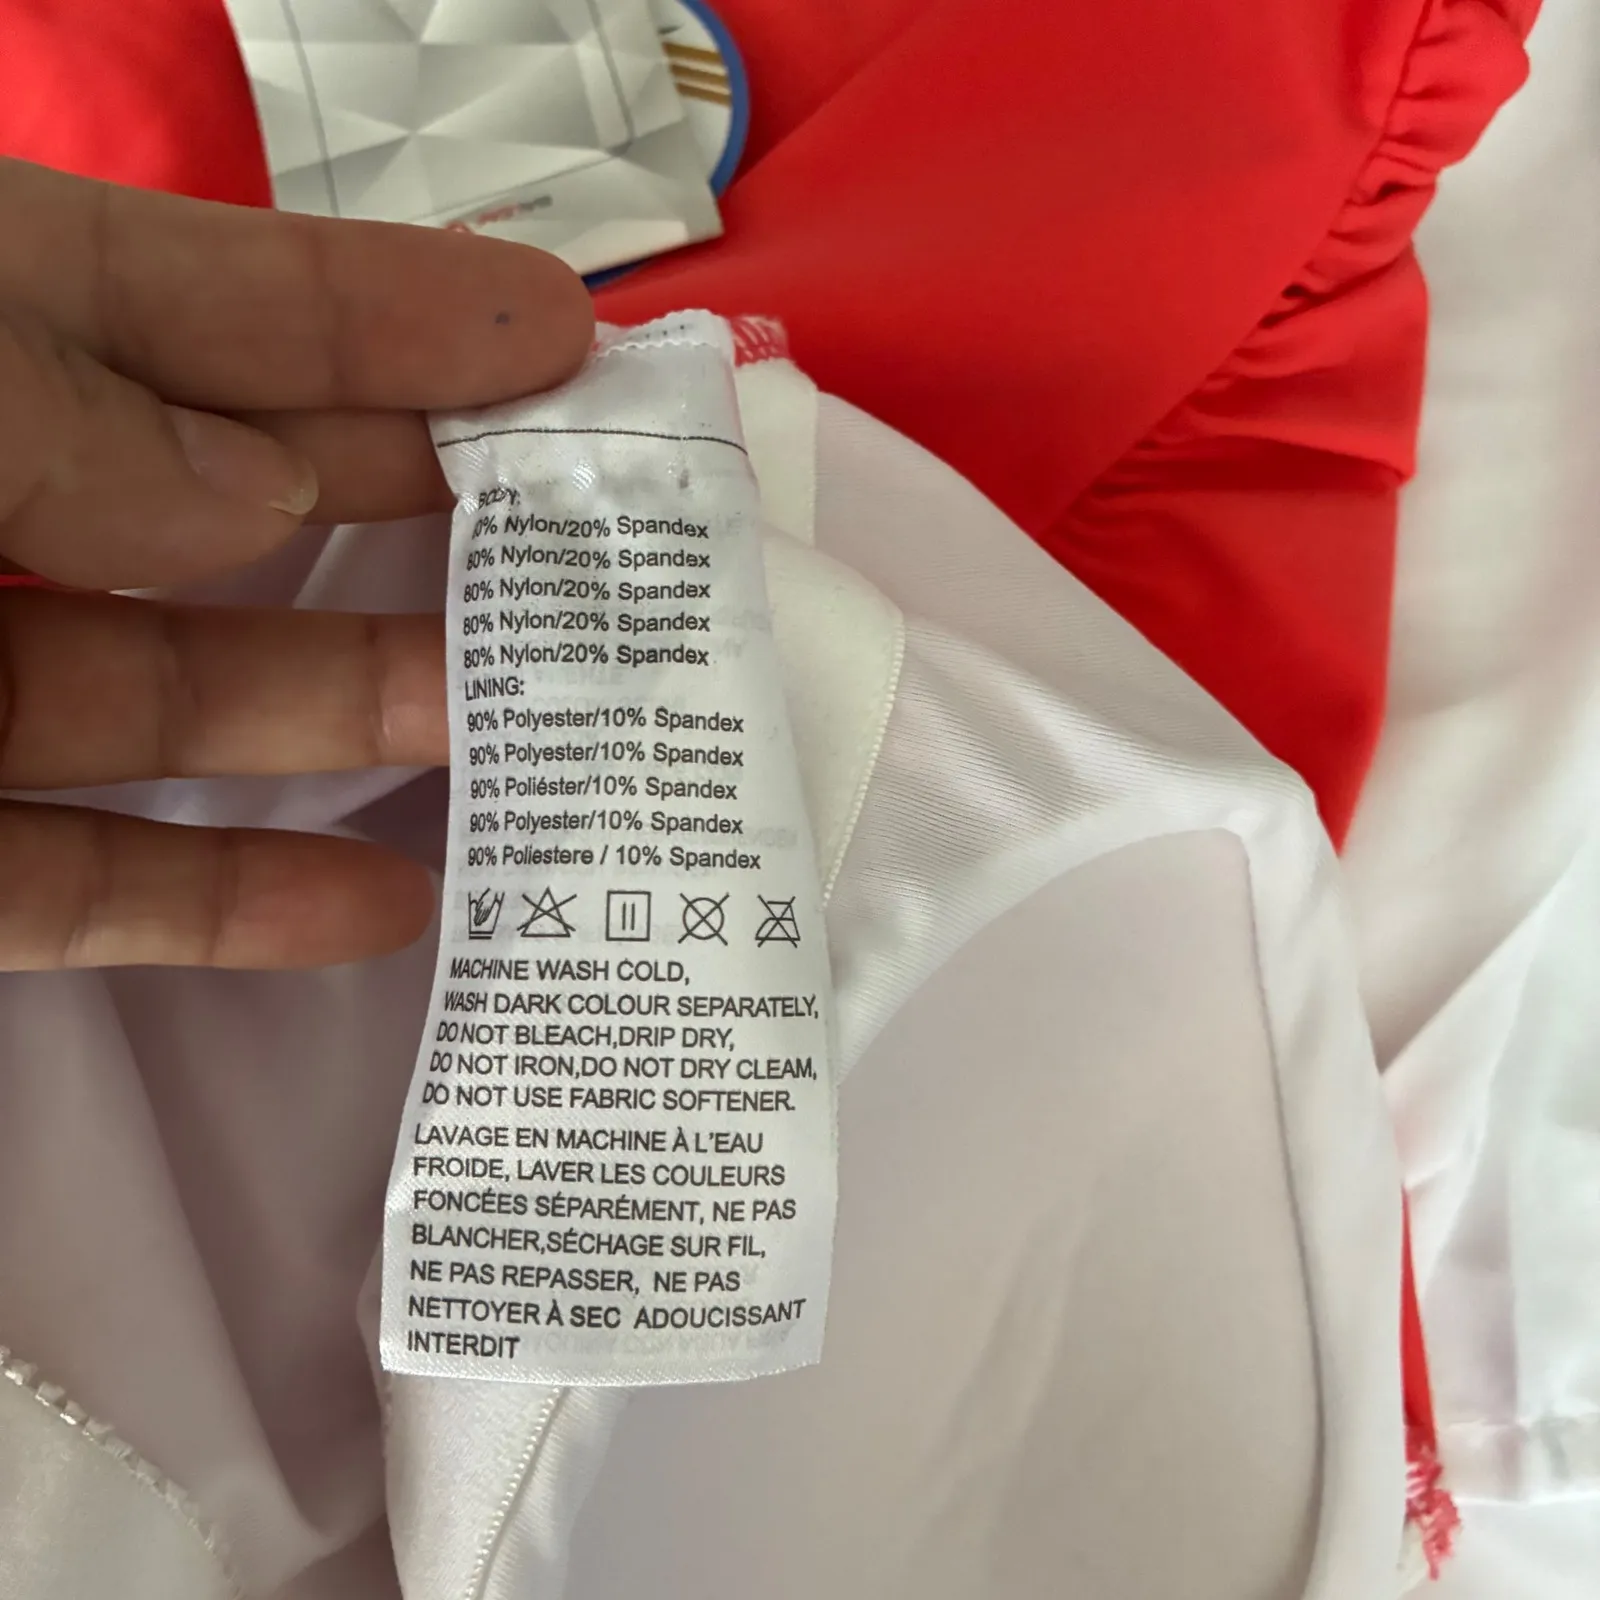 BODY:
% Nylon/20% Spandex
80% Nylon/20% Spandex
80% Nylon/20% Spandex
80% Nylon/20% Spandex
80% Nylon/20% Spandex
LINING:
90% Polyester/10% Spandex
90% Polyester/10% Spandex
90% Poliéster/10% Spandex
90% Polyester/10% Spandex
90% Poliestere / 10% Spandex
MACHINE WASH COLD,
WASH DARK COLOUR SEPARATELY,
DO NOT BLEACH,DRIP DRY,
DO NOT IRON,DO NOT DRY CLEAM,
DO NOT USE FABRIC SOFTENER.
LAVAGE EN MACHINE À L'EAU
FROIDE, LAVER LES COULEURS
FONCÉES SÉPARÉMENT, NE PAS
BLANCHER,SÉCHAGE SUR FIL,
NE PAS REPASSER, NE PAS
NETTOYER À SEC ADOUCISSANT
INTERDIT